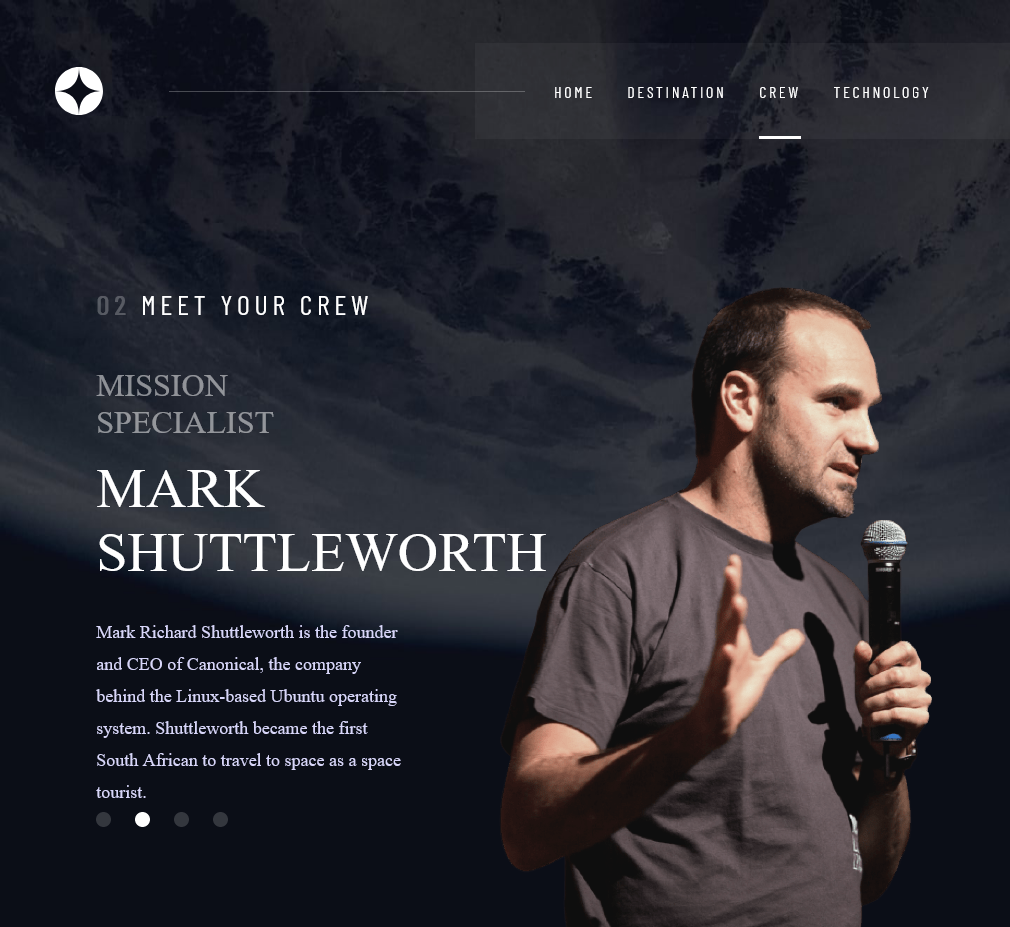 HOME DESTINATION CREW TECHNOLOGY
02 MEET YOUR CREW
MISSION
SPECIALIST
MARK
SHUTTLEWORTH
Mark Richard Shuttleworth is the founder
and CEO of Canonical, the company
behind the Linux-based Ubuntu operating
system. Shuttleworth became the first
South African to travel to space as a space
tourist.